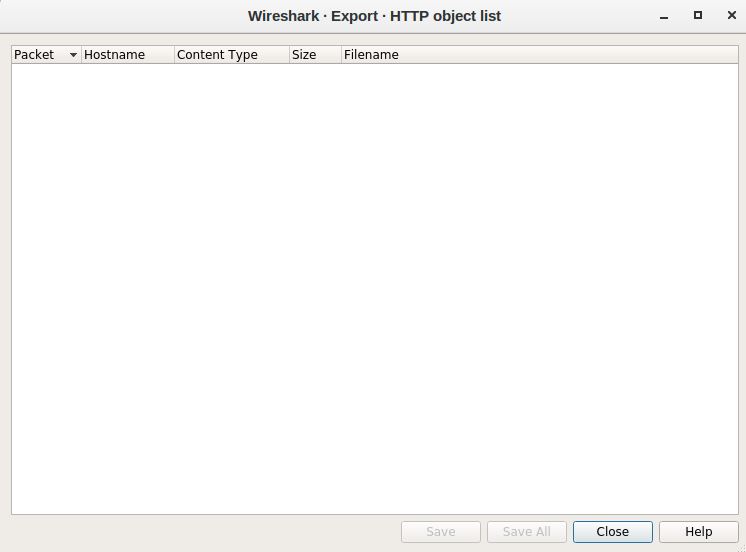 Wireshark · Export · HTTP object list
Packet Hostname Content Type Size Filename
Save Save All Close Help